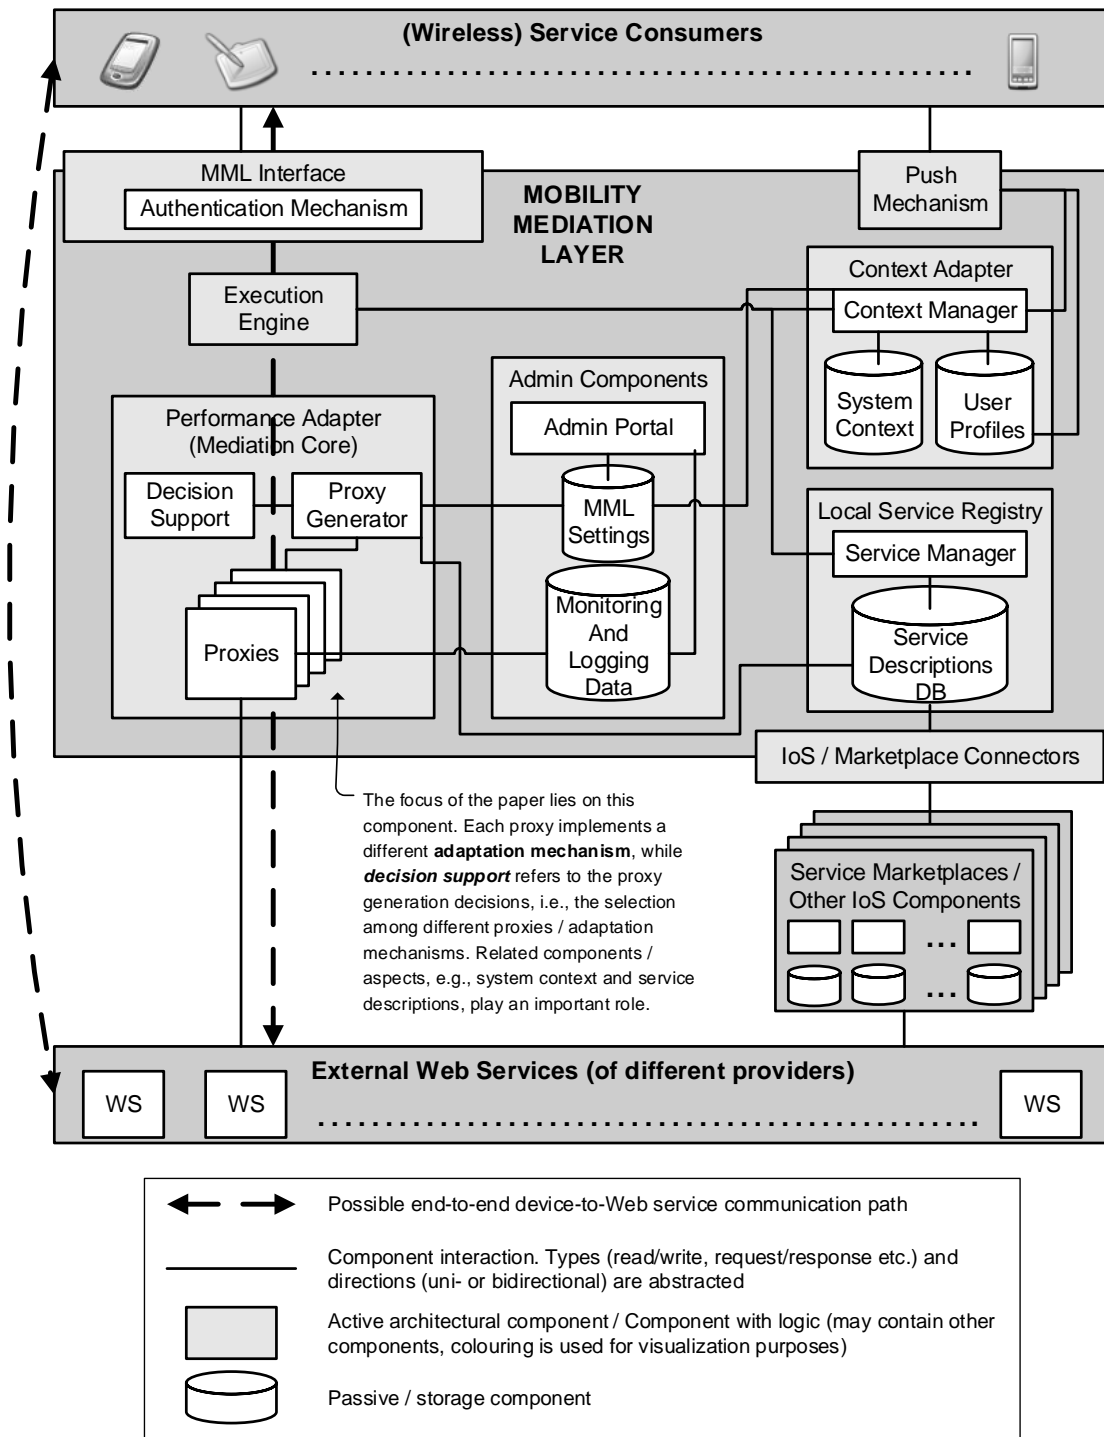 (Wireless) Service Consumers
MML Interface
Authentication Mechanism
MOBILITY
MEDIATION
LAYER
Push
Mechanism
Execution
Engine
Context Adapter
Context Manager
System
Context
User
Profiles
Performance Adapter
(Mediation Core)
Decision
Support
Proxy
Generator
Proxies
Admin Components
Admin Portal
MML
Settings
Monitoring
And
Logging
Data
Local Service Registry
Service Manager
Service
Descriptions
DB
IoS / Marketplace Connectors
The focus of the paper lies on this
component. Each proxy implements a
different adaptation mechanism, while
decision support refers to the proxy
generation decisions, i.e., the selection
among different proxies / adaptation
mechanisms. Related components /
aspects, e.g., system context and service
descriptions, play an important role.
Service Marketplaces /
Other IoS Components
...
...
External Web Services (of different providers)
WS
WS
WS
Possible end-to-end device-to-Web service communication path
Component interaction. Types (read/write, request/response etc.) and
directions (uni- or bidirectional) are abstracted
Active architectural component / Component with logic (may contain other
components, colouring is used for visualization purposes)
Passive / storage component